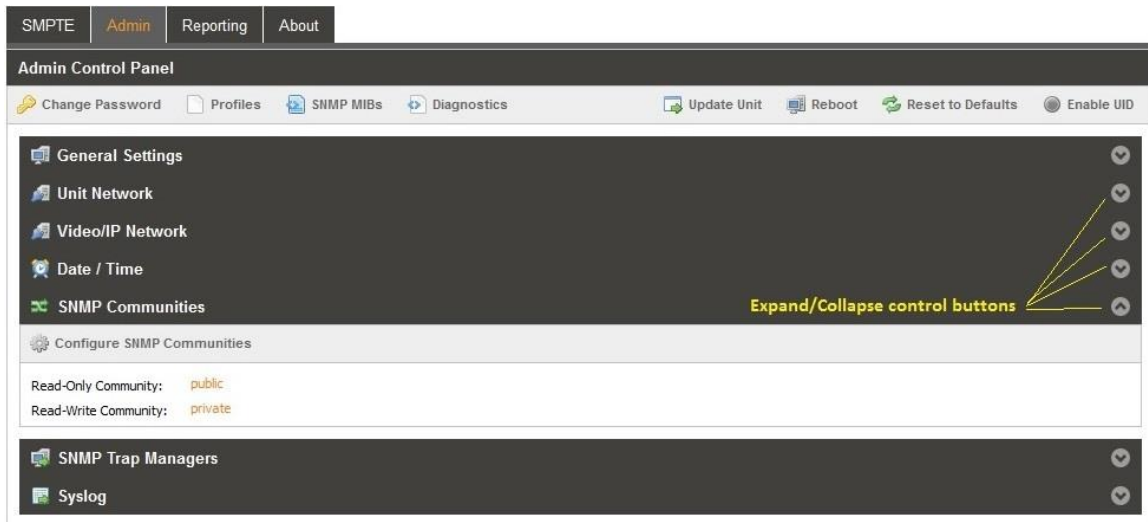 SMPTE Admin Reporting About
Admin Control Panel
Change Password Profiles SNMP MIBs Diagnostics Update Unit Reboot Reset to Defaults Enable UID
General Settings
Unit Network
Video/IP Network
Date / Time
SNMP Communities Expand/Collapse control buttons
Configure SNMP Communities
Read-Only Community: public
Read-Write Community: private
SNMP Trap Managers
Syslog